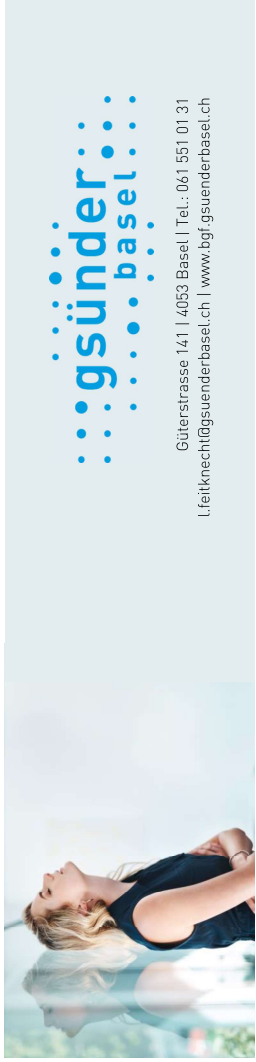 gsünder
basel
Güterstrasse 141 | 4053 Basel | Tel.: 061 551 01 31
l.feitknecht@gsuenderbasel.ch | www.bgf.gsuenderbasel.ch